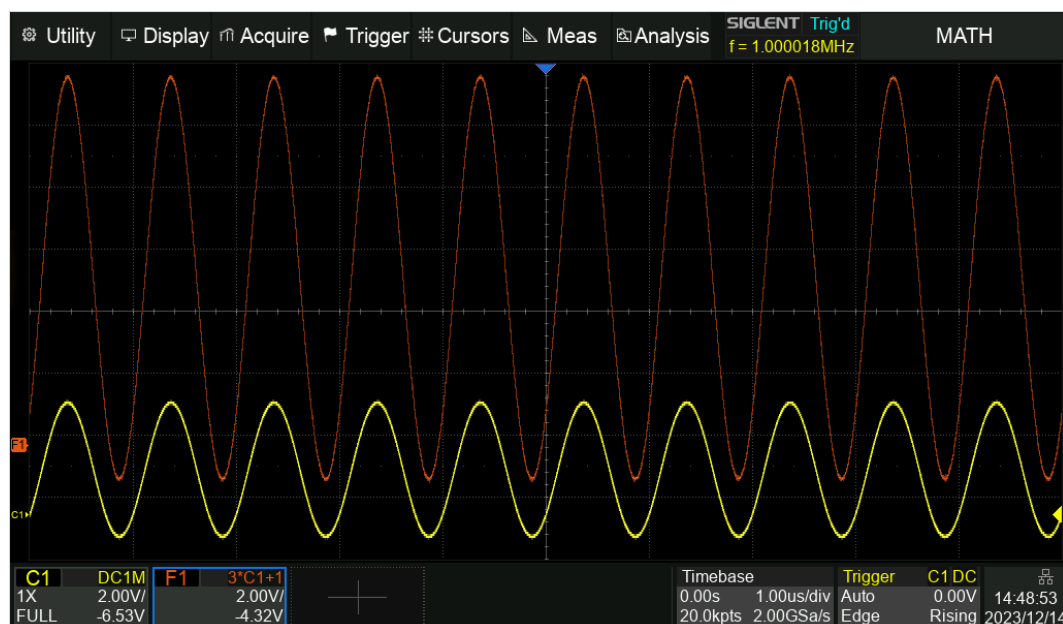 Utility Display Acquire Trigger Cursors Meas Analysis SIGLENT Trig'd MATH
f = 1.000018MHz
F1
C1
C1 DC1M F1 3*C1+1 Timebase Trigger C1 DC
1X 2.00V/ 2.00V/ 0.00s 1.00us/div Auto 0.00V 14:48:53
FULL -6.53V -4.32V 20.0kpts 2.00GSa/s Edge Rising 2023/12/14